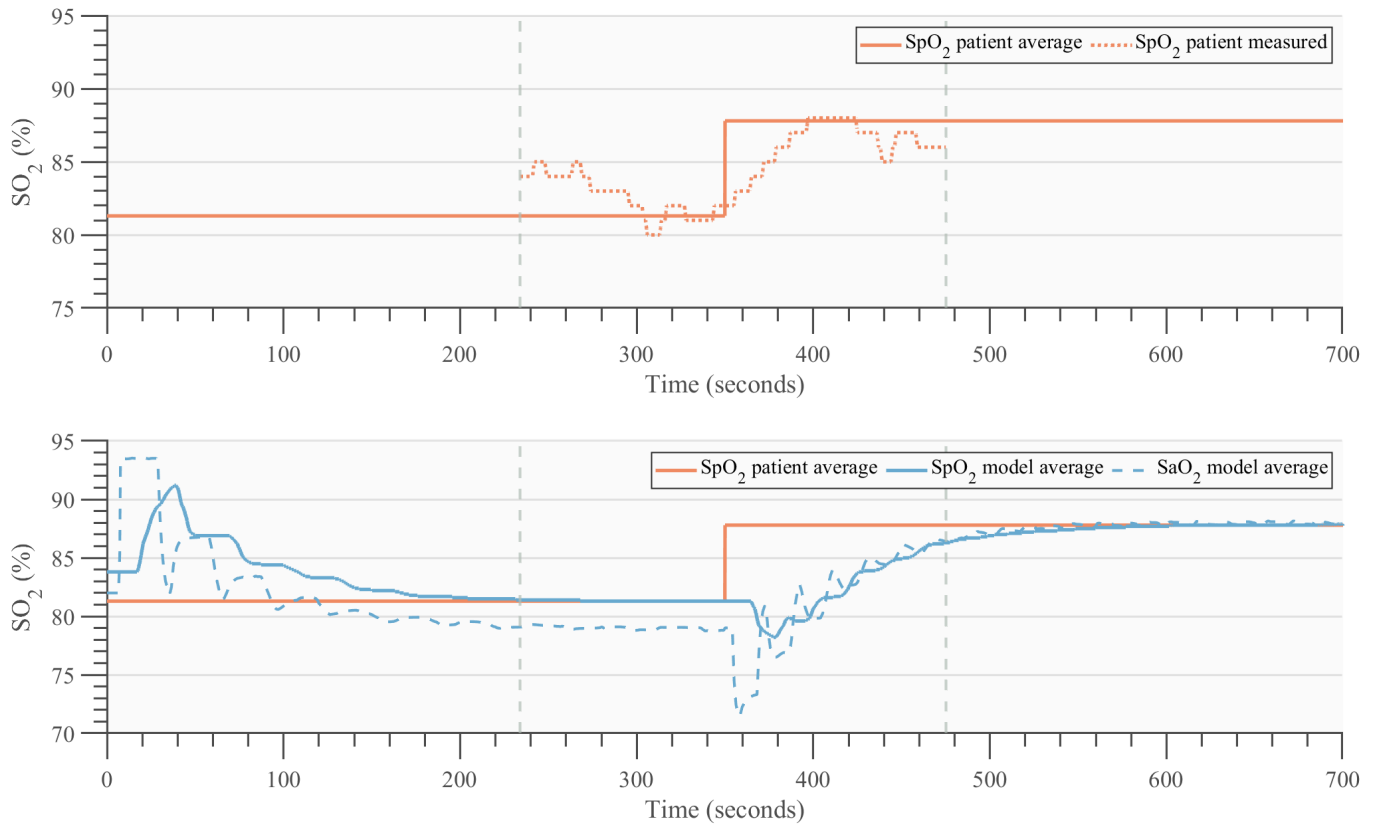 95
90
85
80
75
SO2 (%)
SpO2 patient average SpO2 patient measured
0 100 200 300 400 500 600 700
Time (seconds)
95
90
85
80
75
70
SO2 (%)
SpO2 patient average SpO2 model average SaO2 model average
0 100 200 300 400 500 600 700
Time (seconds)